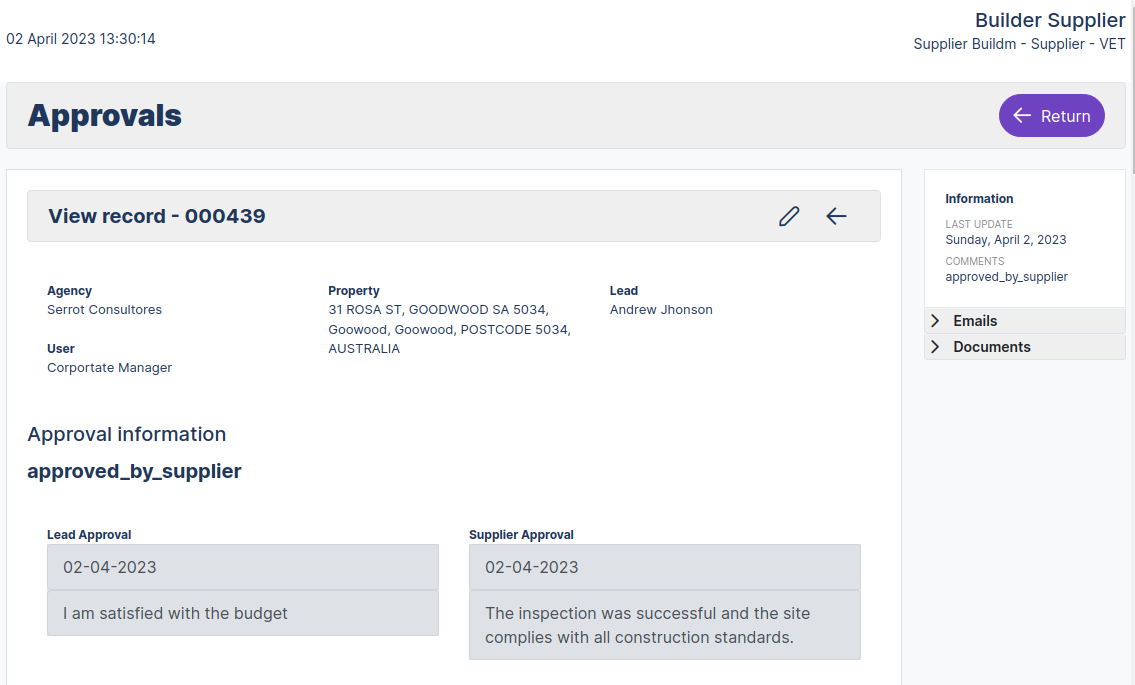 02 April 2023 13:30:14
Builder Supplier
Supplier Buildm - Supplier - VET
Approvals
Return
View record - 000439
Agency
Serrot Consultores
User
Corportate Manager
Property
31 ROSA ST, GOODWOOD SA 5034,
Goowood, Goowood, POSTCODE 5034,
AUSTRALIA
Lead
Andrew Jhonson
Approval information
approved_by_supplier
Lead Approval
02-04-2023
I am satisfied with the budget
Supplier Approval
02-04-2023
The inspection was successful and the site
complies with all construction standards.
Information
LAST UPDATE
Sunday, April 2, 2023
COMMENTS
approved_by_supplier
Emails
Documents